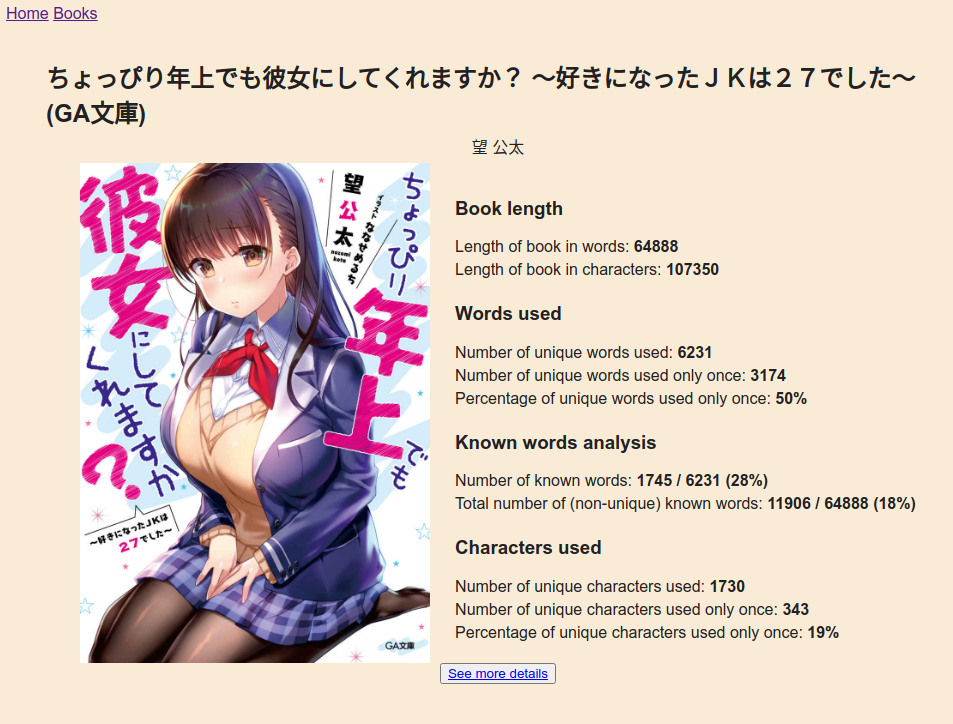 Home Books
ちょっぴり年上でも彼女にしてくれますか？ ～好きになったＪＫは２７でした～
(GA文庫)
望 公太
ちょっぴり
年上
でも
彼女
にして
くれますか
?
～好きになったJKは
27でした～
望公太
nozomi
kota
イラスト ななせめるち
GA文庫
Book length
Length of book in words: 64888
Length of book in characters: 107350
Words used
Number of unique words used: 6231
Number of unique words used only once: 3174
Percentage of unique words used only once: 50%
Known words analysis
Number of known words: 1745 / 6231 (28%)
Total number of (non-unique) known words: 11906 / 64888 (18%)
Characters used
Number of unique characters used: 1730
Number of unique characters used only once: 343
Percentage of unique characters used only once: 19%
See more details